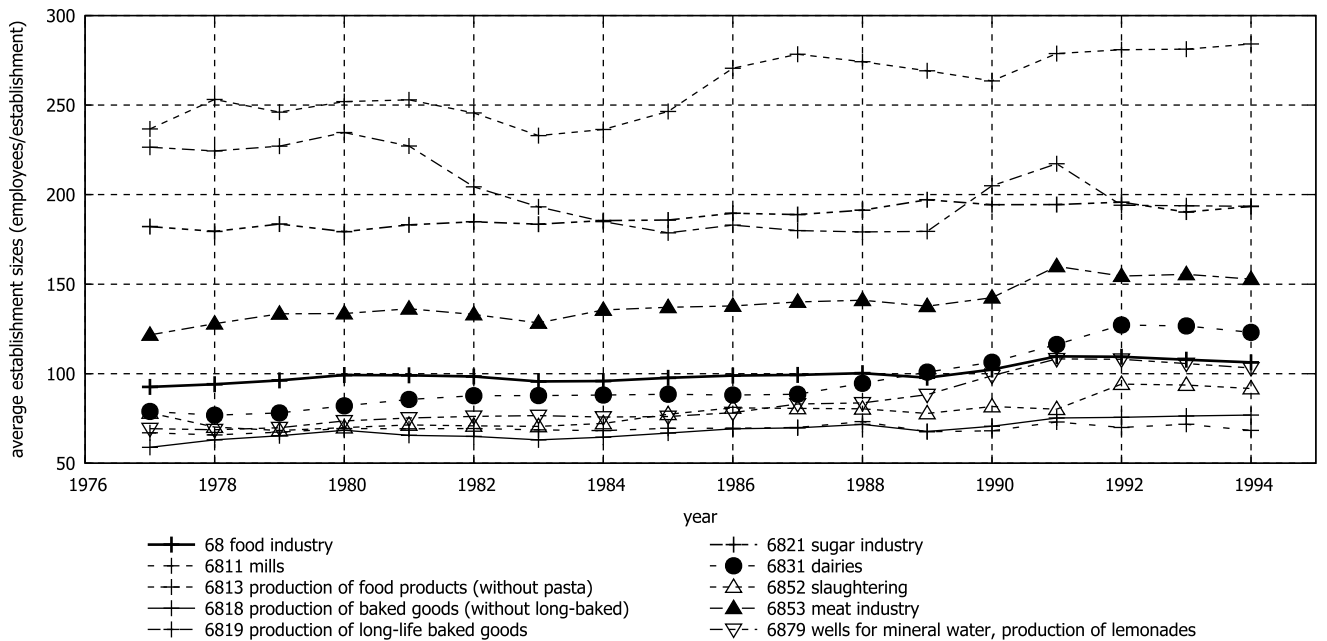 average establishment sizes (employees/establishment)
300
250
200
150
100
50
1976 1978 1980 1982 1984 1986 1988 1990 1992 1994
year
68 food industry
6811 mills
6813 production of food products (without pasta)
6818 production of baked goods (without long-baked)
6819 production of long-life baked goods
6821 sugar industry
6831 dairies
6852 slaughtering
6853 meat industry
6879 wells for mineral water, production of lemonades